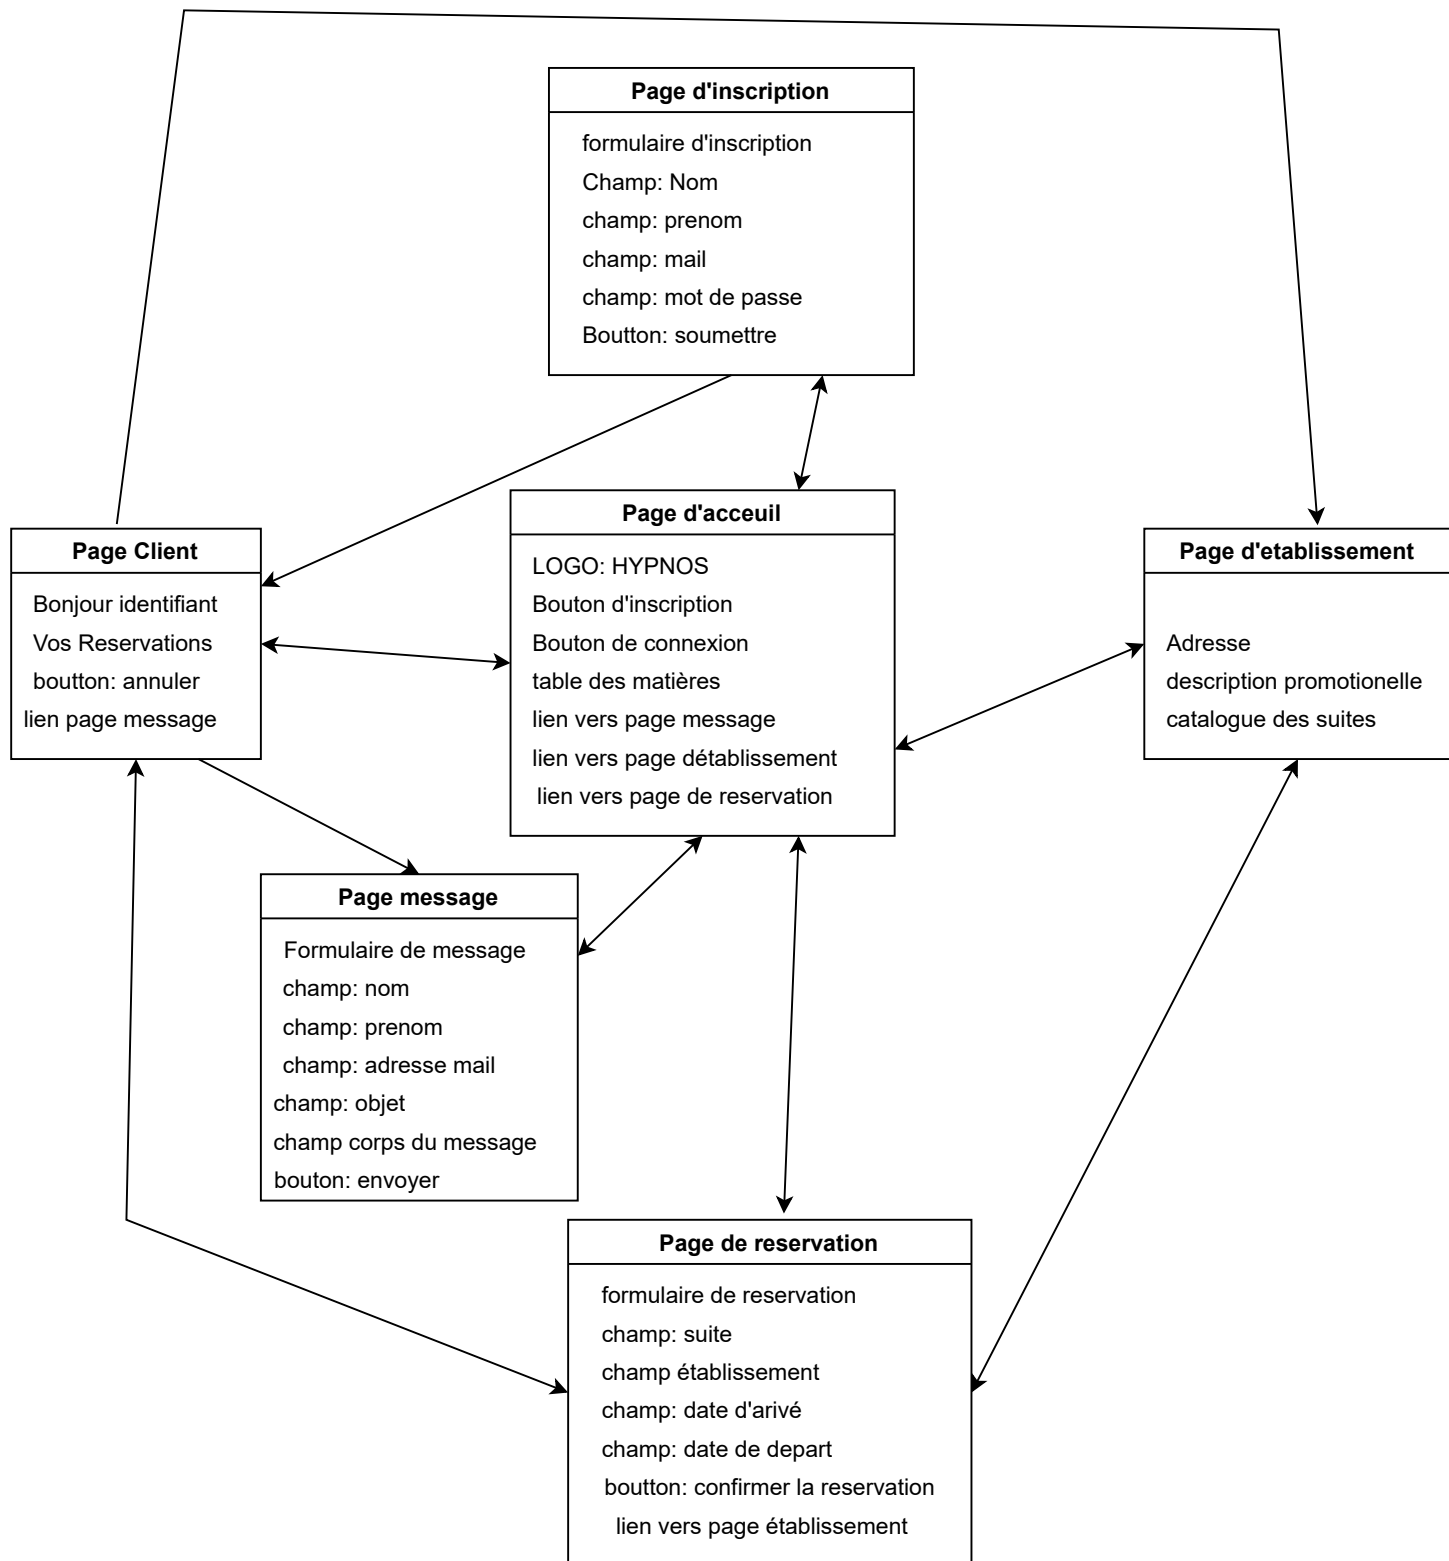 Page d'inscription
formulaire d'inscription
Champ: Nom
champ: prenom
champ: mail
champ: mot de passe
Boutton: soumettre
Page Client
Bonjour identifiant
Vos Reservations
boutton: annuler
lien page message
Page d'acceuil
LOGO: HYPNOS
Bouton d'inscription
Bouton de connexion
table des matières
lien vers page message
lien vers page détablissement
lien vers page de reservation
Page d'etablissement
Adresse
description promotionelle
catalogue des suites
Page message
Formulaire de message
champ: nom
champ: prenom
champ: adresse mail
champ: objet
champ corps du message
bouton: envoyer
Page de reservation
formulaire de reservation
champ: suite
champ établissement
champ: date d'arivé
champ: date de depart
boutton: confirmer la reservation
lien vers page établissement